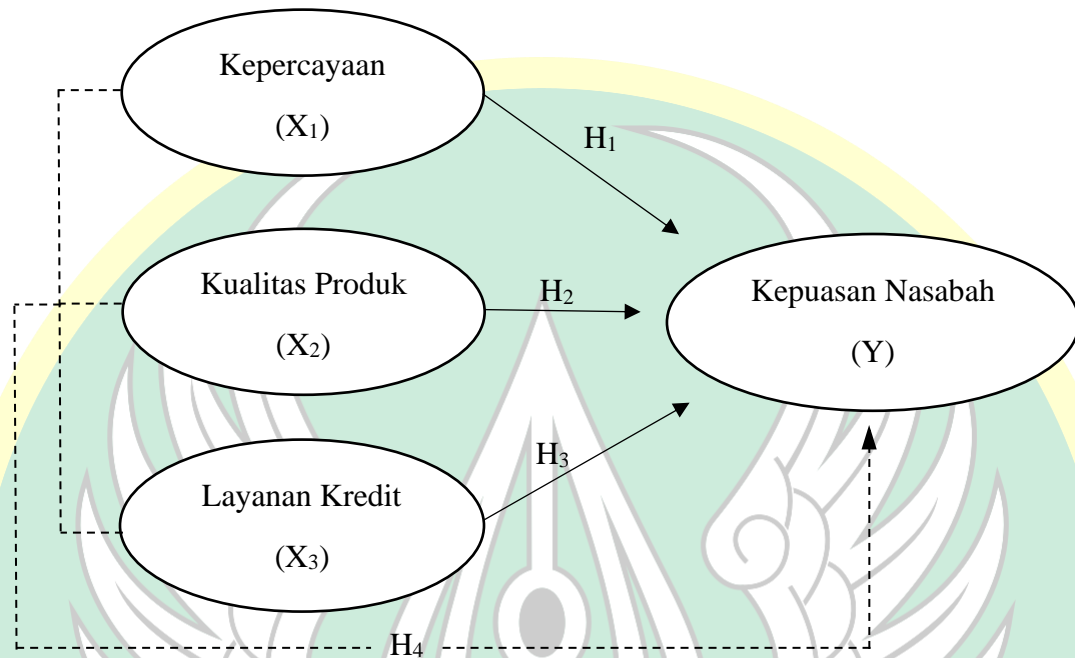 Kepercayaan
(X₁)
H₁
Kualitas Produk
(X₂)
H₂
Kepuasan Nasabah
(Y)
H₃
Layanan Kredit
(X₃)
H₄